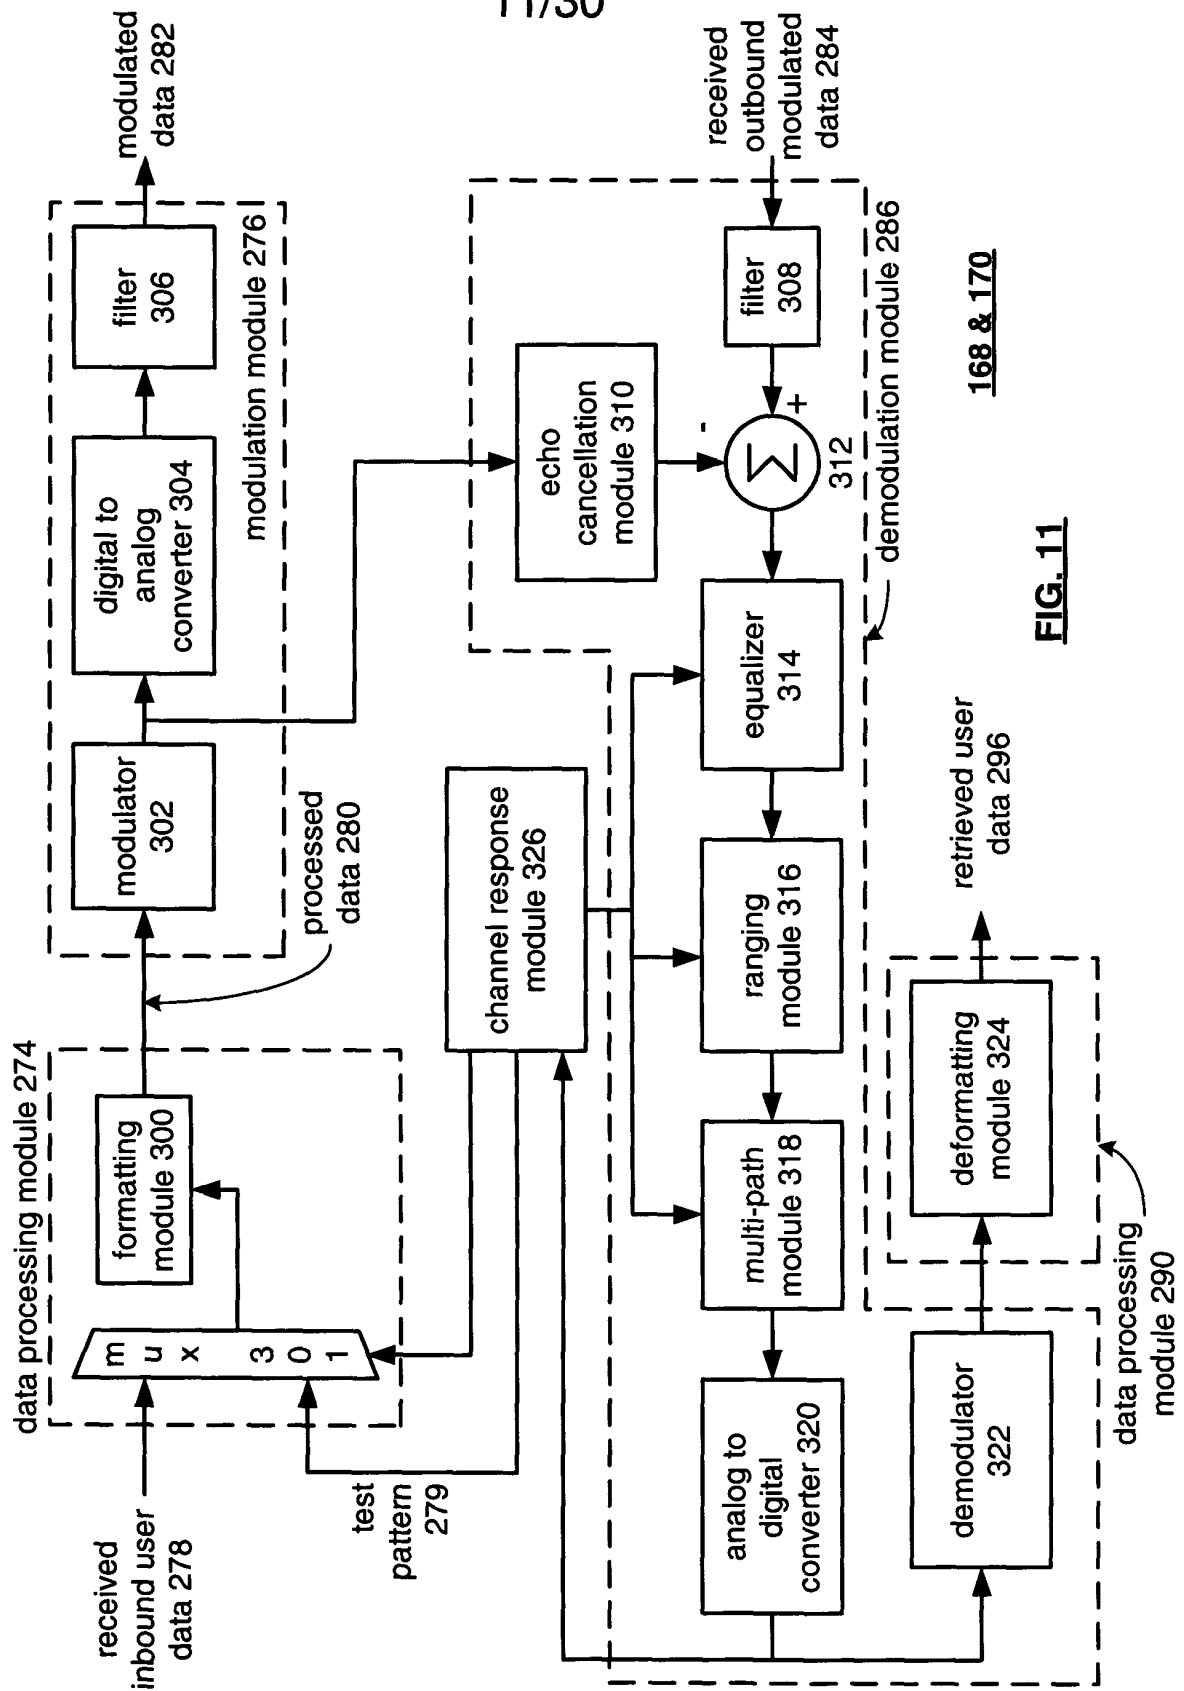 11/30
received
inbound user
data 278
data processing module 274
m
u
x
3
0
1
formatting
module 300
test
pattern
279
processed
data 280
modulator
302
digital to
analog
converter 304
filter
306
modulation module 276
modulated
data 282
channel response
module 326
echo
cancellation
module 310
received
outbound
modulated
data 284
filter
308
+
-
Σ
312
equalizer
314
ranging
module 316
multi-path
module 318
analog to
digital
converter 320
demodulator
322
deformatting
module 324
retrieved user
data 296
data processing
module 290
demodulation module 286
168 & 170
FIG. 11